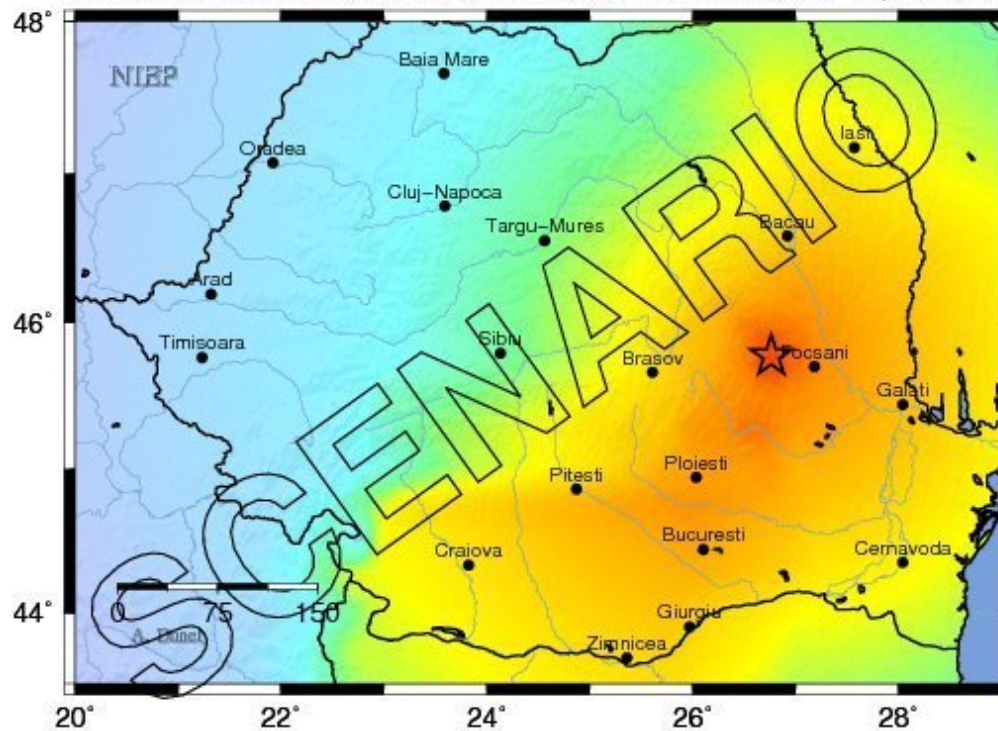 48°
Baia Mare
NIEP
Iasi
Oradea
Cluj-Napoca
Targu-Mures
Bacau
Arad
46°
Timisoara
Sibiu
Brasov
Focsani
Galati
Pitesti
Ploiesti
Craiova
Bucuresti
Cernavoda
0 75 150
44°
Giurgiu
Zimnicea
SCENARIO
20° 22° 24° 26° 28°